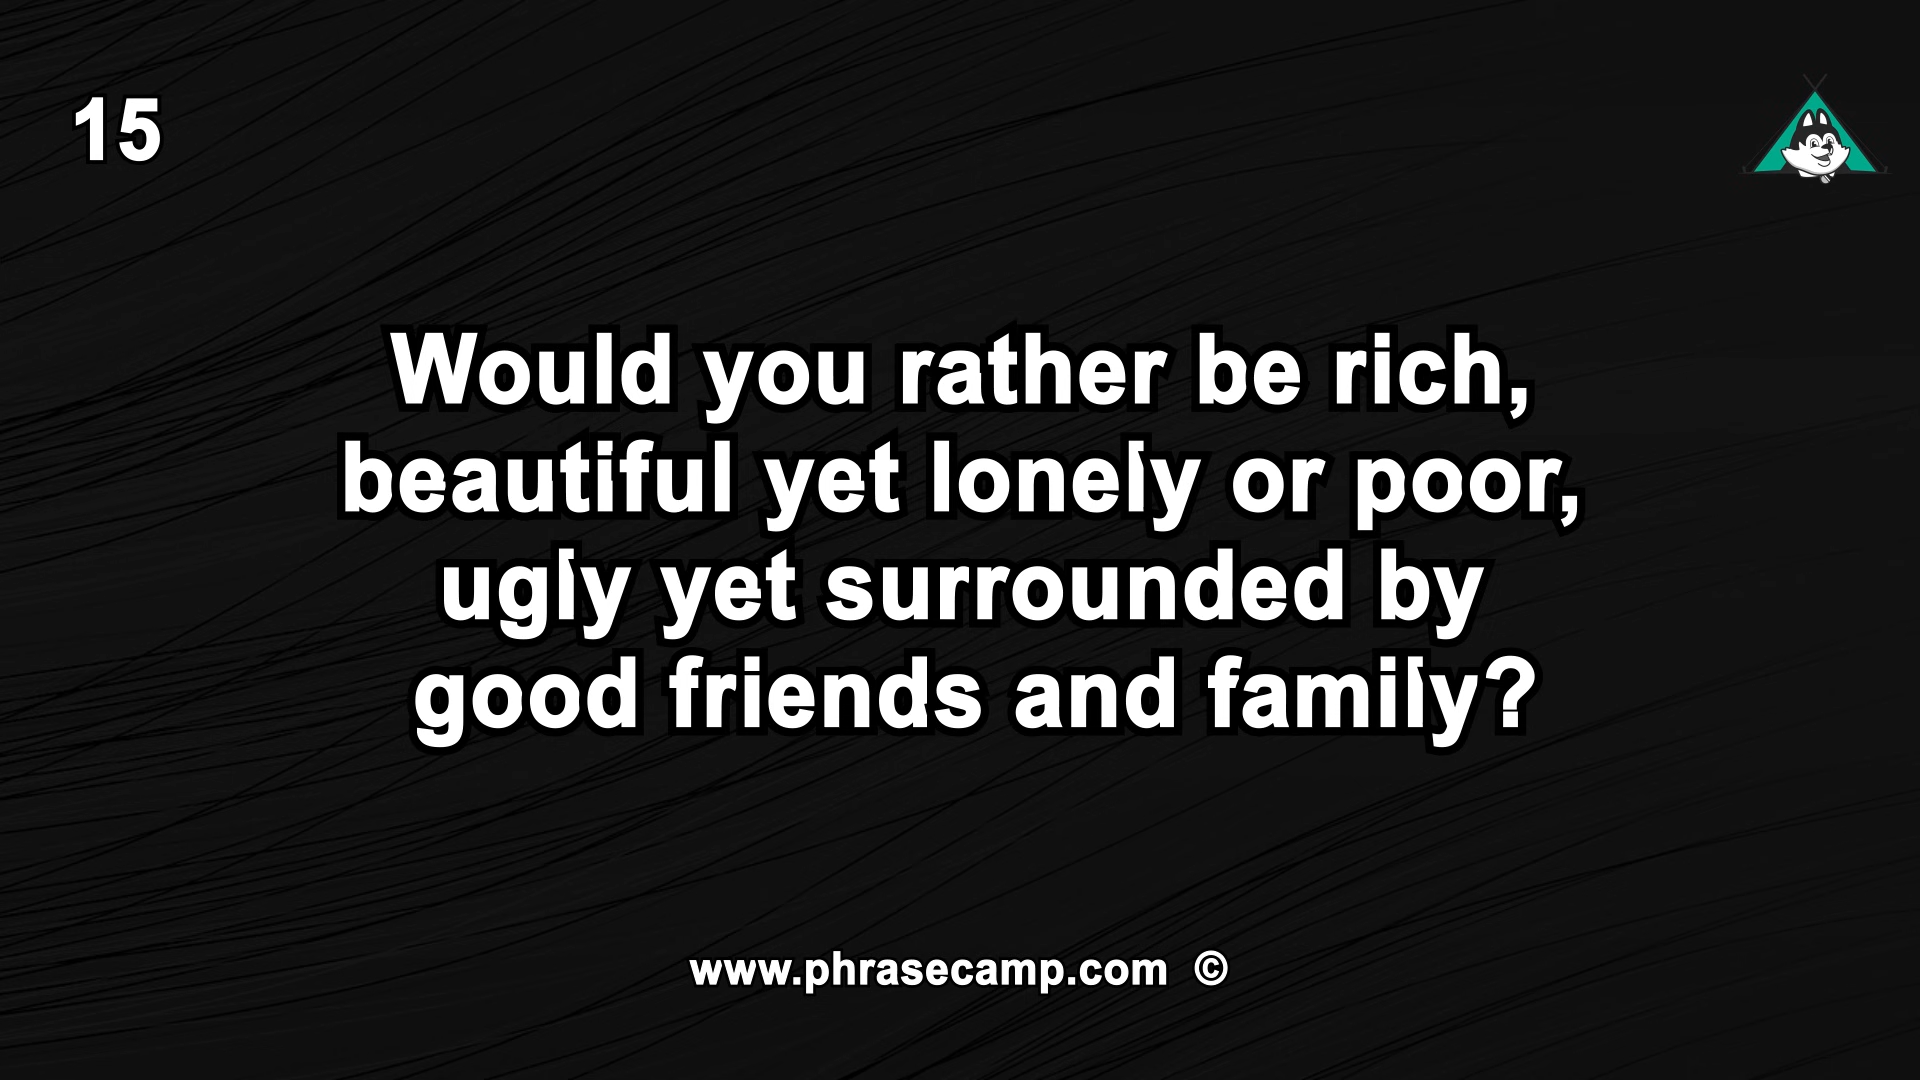 15
Would you rather be rich,
beautiful yet lonely or poor,
ugly yet surrounded by
good friends and family?
www.phrasecamp.com ©